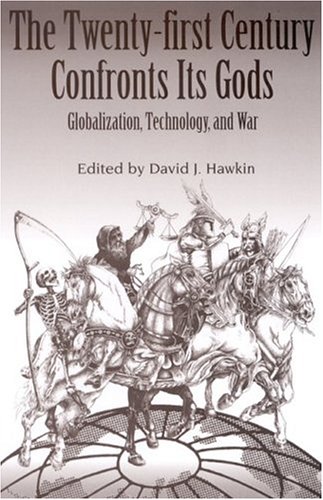 The Twenty-first Century
Confronts Its Gods
Globalization, Technology, and War
Edited by David J. Hawkin